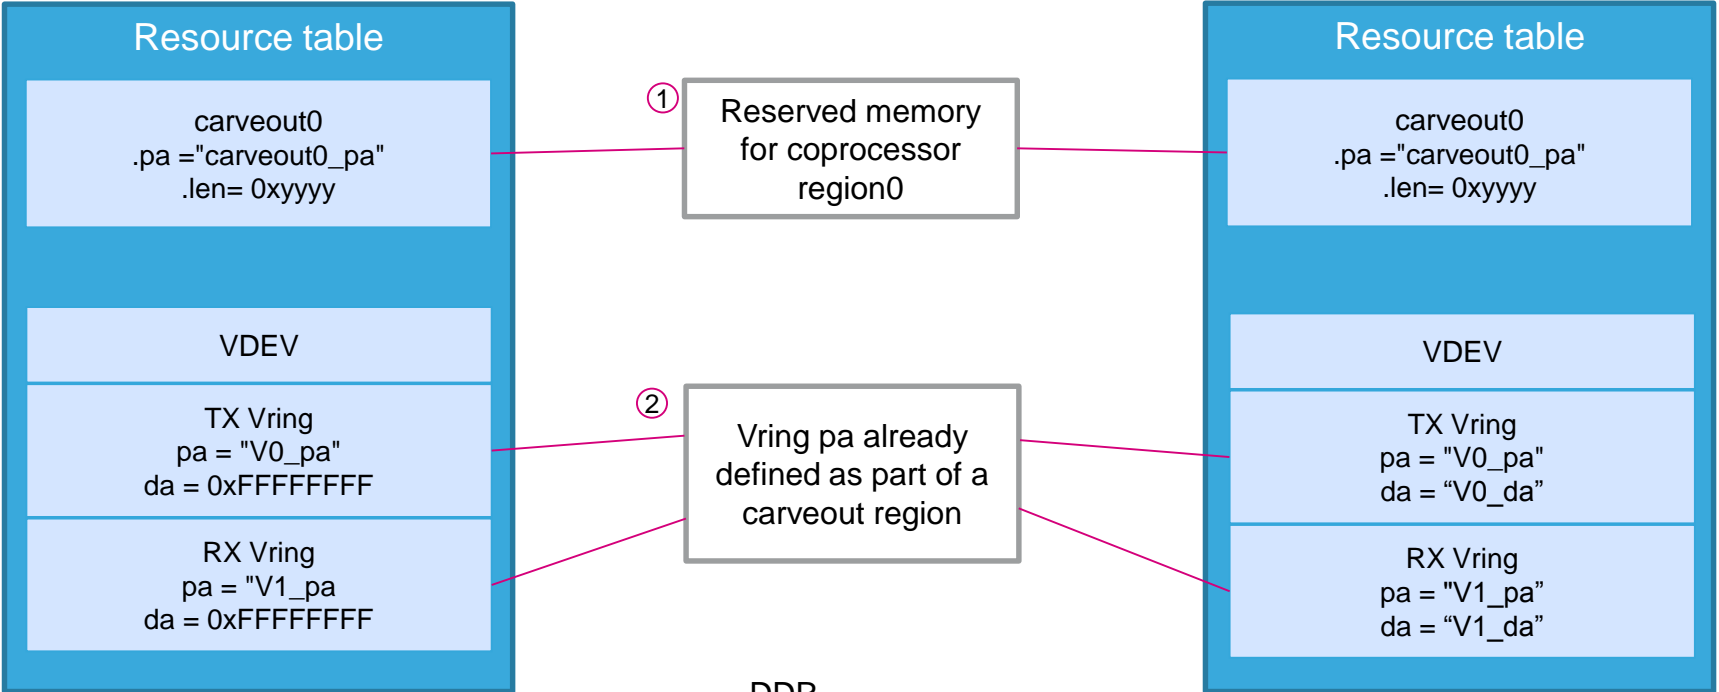 Resource table
carveout0
.pa ="carveout0_pa"
.len= 0xyyyy
VDEV
TX Vring
pa = "V0_pa"
da = 0xFFFFFFFF
RX Vring
pa = "V1_pa
da = 0xFFFFFFFF
1
Reserved memory
for coprocessor
region0
2
Vring pa already
defined as part of a
carveout region
DDR
Resource table
carveout0
.pa ="carveout0_pa"
.len= 0xyyyy
VDEV
TX Vring
pa = "V0_pa"
da = “V0_da”
RX Vring
pa = "V1_pa”
da = “V1_da”